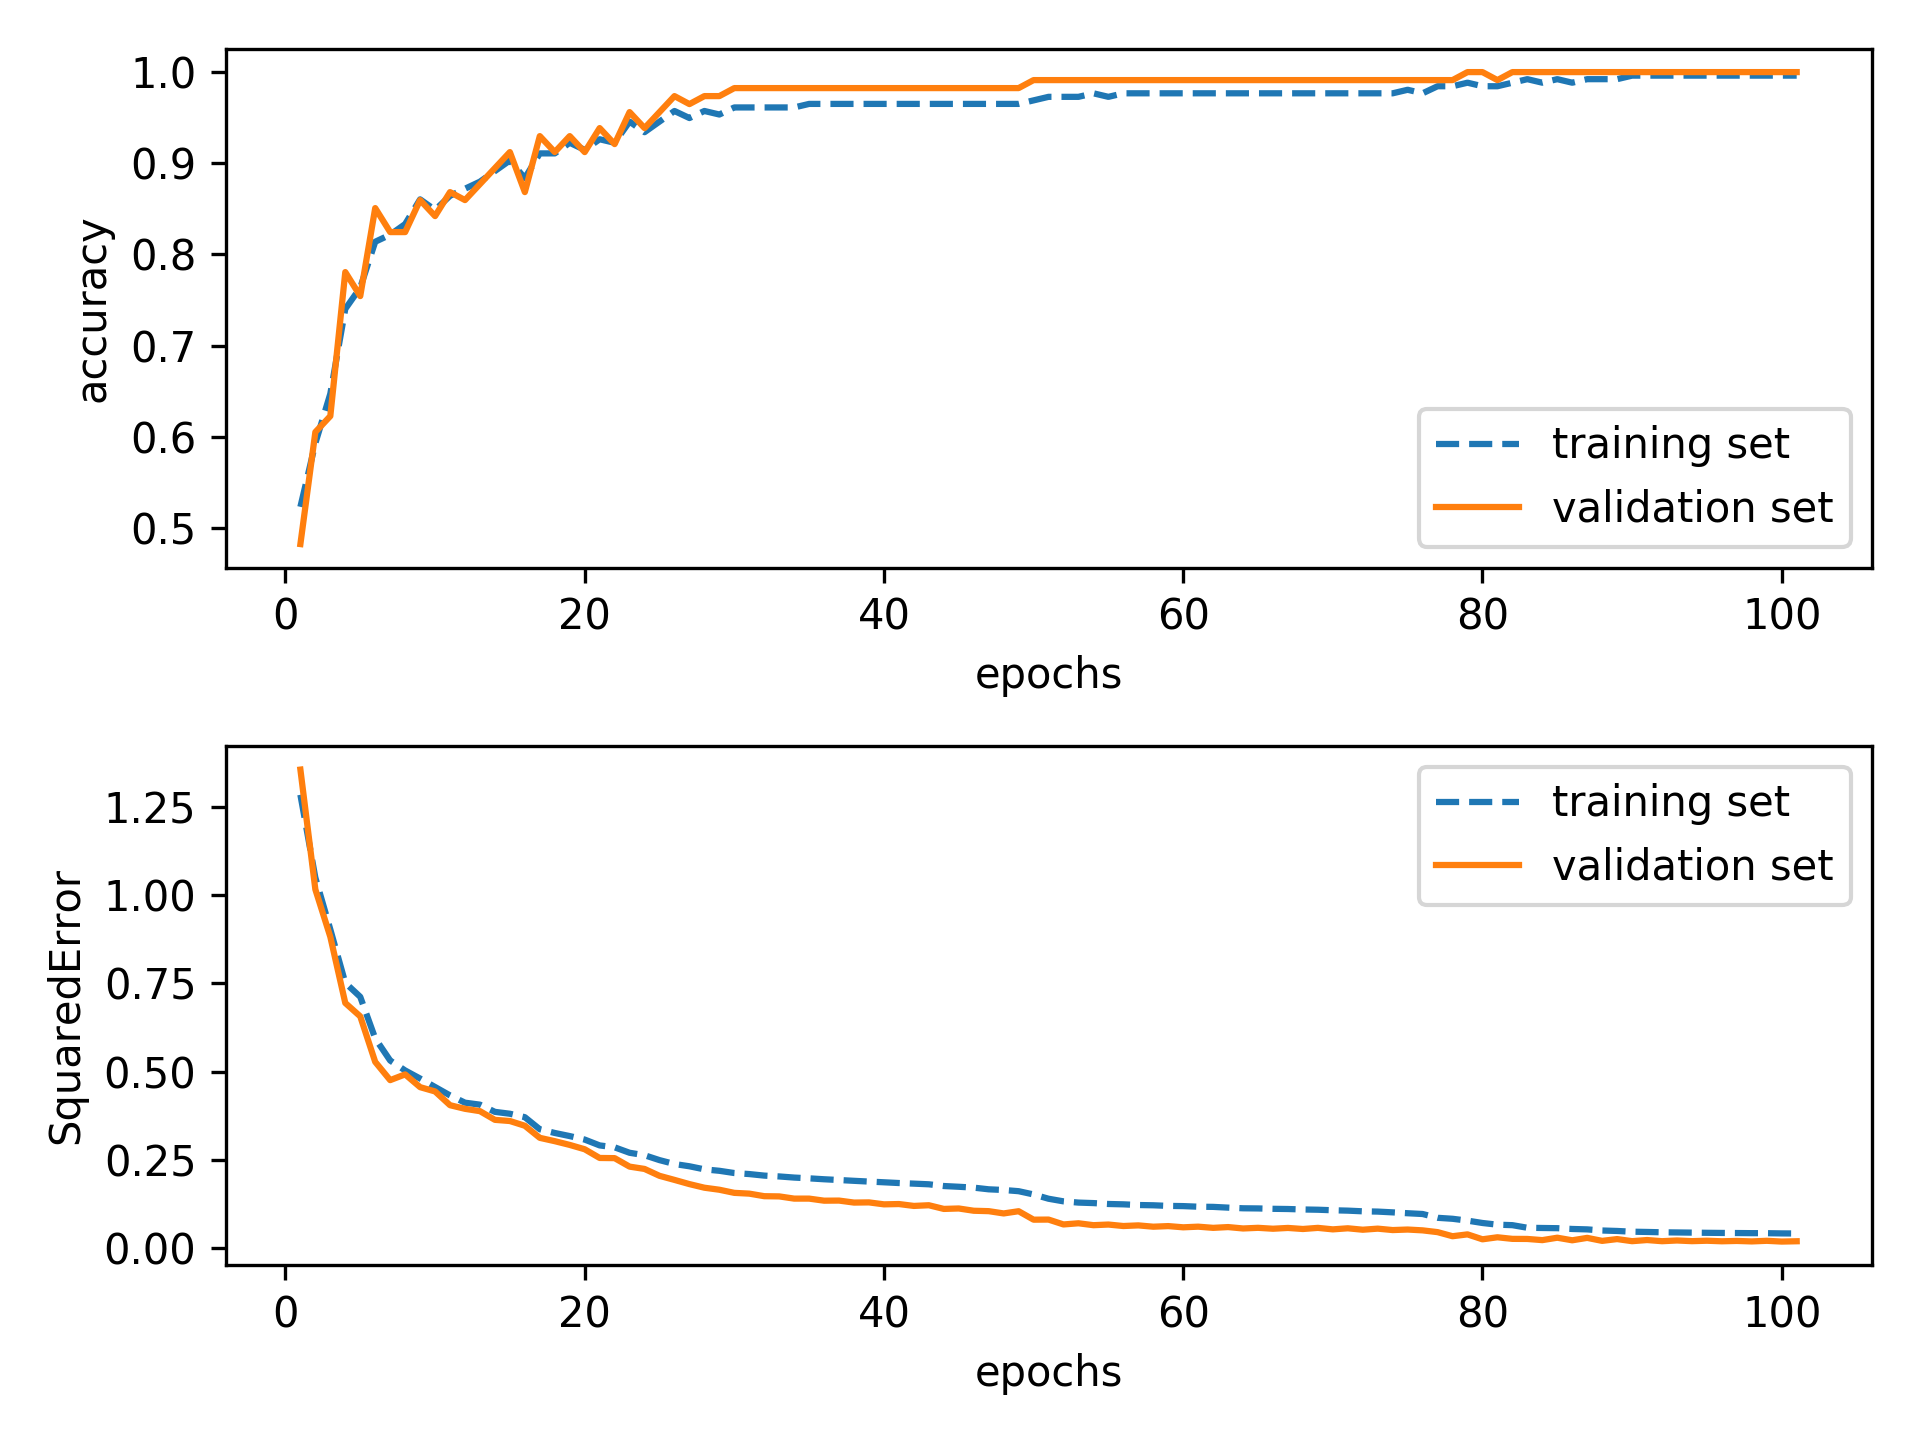 1.0
0.9
0.8
0.7
0.6
0.5
accuracy
training set
validation set
0 20 40 60 80 100
epochs
1.25
1.00
0.75
0.50
0.25
0.00
SquaredError
training set
validation set
0 20 40 60 80 100
epochs